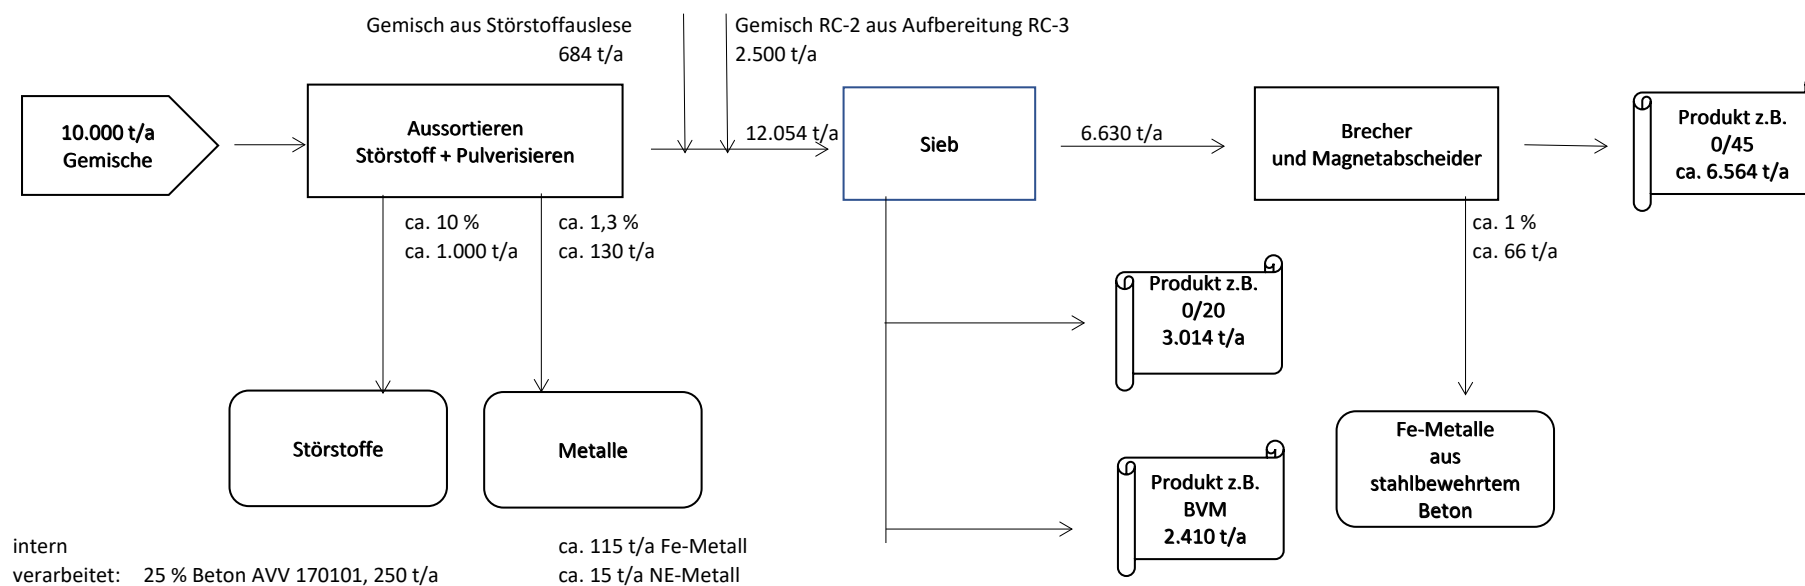 Gemisch aus Störstoffauslese
684 t/a
Gemisch RC-2 aus Aufbereitung RC-3
2.500 t/a
10.000 t/a
Gemische
Aussortieren
Störstoff + Pulverisieren
12.054 t/a
Sieb
6.630 t/a
Brecher
und Magnetabscheider
Produkt z.B.
0/45
ca. 6.564 t/a
ca. 10 %
ca. 1.000 t/a
ca. 1,3 %
ca. 130 t/a
ca. 1 %
ca. 66 t/a
Produkt z.B.
0/20
3.014 t/a
Störstoffe
Metalle
Fe-Metalle
aus
stahlbewehrtem
Beton
Produkt z.B.
BVM
2.410 t/a
intern
verarbeitet: 25 % Beton AVV 170101, 250 t/a
ca. 115 t/a Fe-Metall
ca. 15 t/a NE-Metall